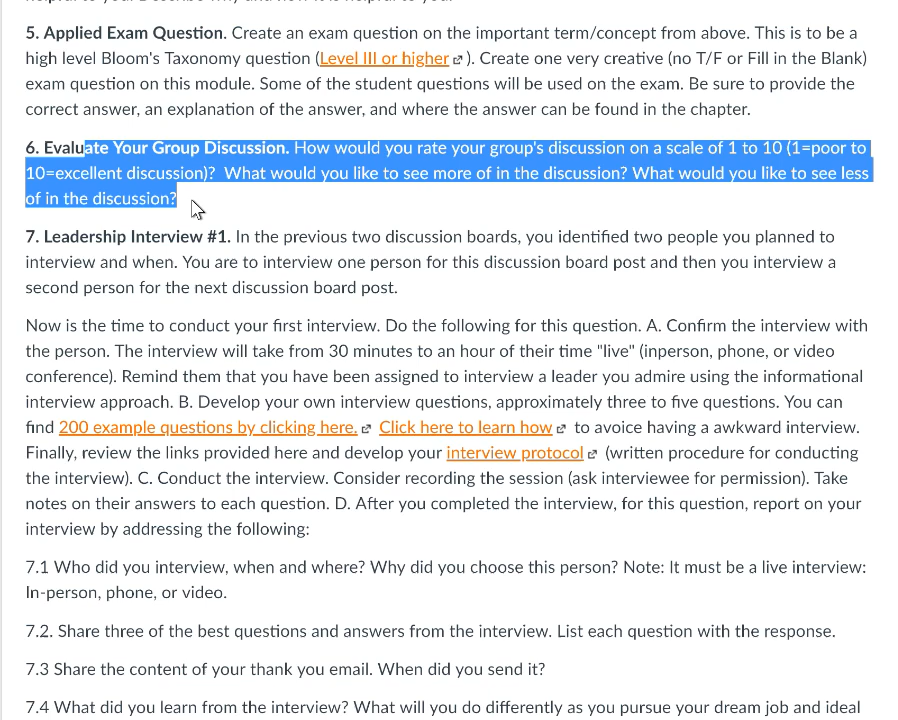 helpful to you. Describe why and how it is helpful to you.
5. Applied Exam Question. Create an exam question on the important term/concept from above. This is to be a
high level Bloom's Taxonomy question (Level III or higher). Create one very creative (no T/F or Fill in the Blank)
exam question on this module. Some of the student questions will be used on the exam. Be sure to provide the
correct answer, an explanation of the answer, and where the answer can be found in the chapter.
6. Evaluate Your Group Discussion. How would you rate your group's discussion on a scale of 1 to 10 (1=poor to
10=excellent discussion)? What would you like to see more of in the discussion? What would you like to see less
of in the discussion?
7. Leadership Interview #1. In the previous two discussion boards, you identified two people you planned to
interview and when. You are to interview one person for this discussion board post and then you interview a
second person for the next discussion board post.
Now is the time to conduct your first interview. Do the following for this question. A. Confirm the interview with
the person. The interview will take from 30 minutes to an hour of their time "live" (inperson, phone, or video
conference). Remind them that you have been assigned to interview a leader you admire using the informational
interview approach. B. Develop your own interview questions, approximately three to five questions. You can
find 200 example questions by clicking here. Click here to learn how to avoice having a awkward interview.
Finally, review the links provided here and develop your interview protocol (written procedure for conducting
the interview). C. Conduct the interview. Consider recording the session (ask interviewee for permission). Take
notes on their answers to each question. D. After you completed the interview, for this question, report on your
interview by addressing the following:
7.1 Who did you interview, when and where? Why did you choose this person? Note: It must be a live interview:
In-person, phone, or video.
7.2. Share three of the best questions and answers from the interview. List each question with the response.
7.3 Share the content of your thank you email. When did you send it?
7.4 What did you learn from the interview? What will you do differently as you pursue your dream job and ideal